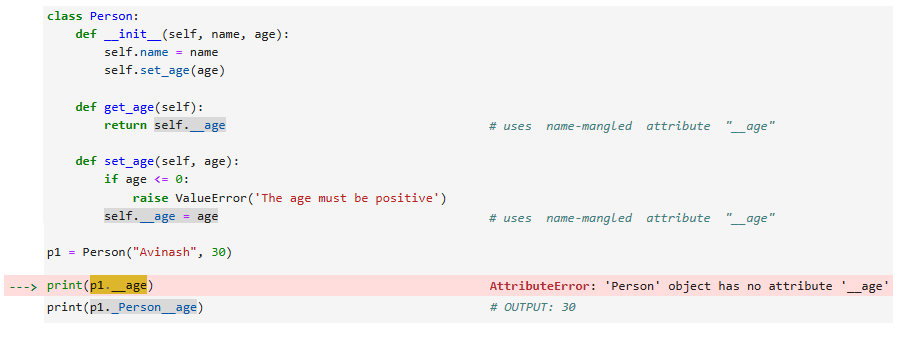 class Person:
    def __init__(self, name, age):
        self.name = name
        self.set_age(age)
    def get_age(self):
        return self.__age # uses name-mangled attribute "__age"
    def set_age(self, age):
        if age <= 0:
            raise ValueError('The age must be positive')
        self.__age = age # uses name-mangled attribute "__age"
p1 = Person("Avinash", 30)
---> print(p1.__age) AttributeError: 'Person' object has no attribute '__age'
print(p1._Person__age) # OUTPUT: 30